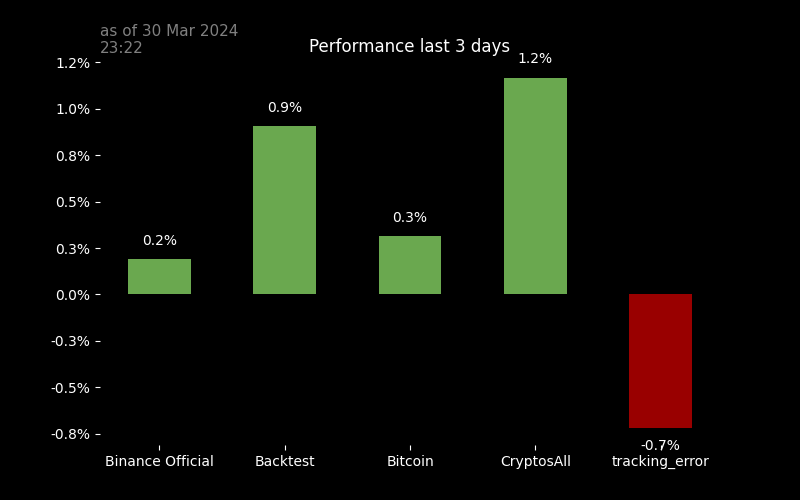 as of 30 Mar 2024
23:22
Performance last 3 days
1.2%
1.0%
0.8%
0.5%
0.3%
0.0%
-0.3%
-0.5%
-0.8%
0.2%
0.9%
0.3%
1.2%
-0.7%
Binance Official
Backtest
Bitcoin
CryptosAll
tracking_error